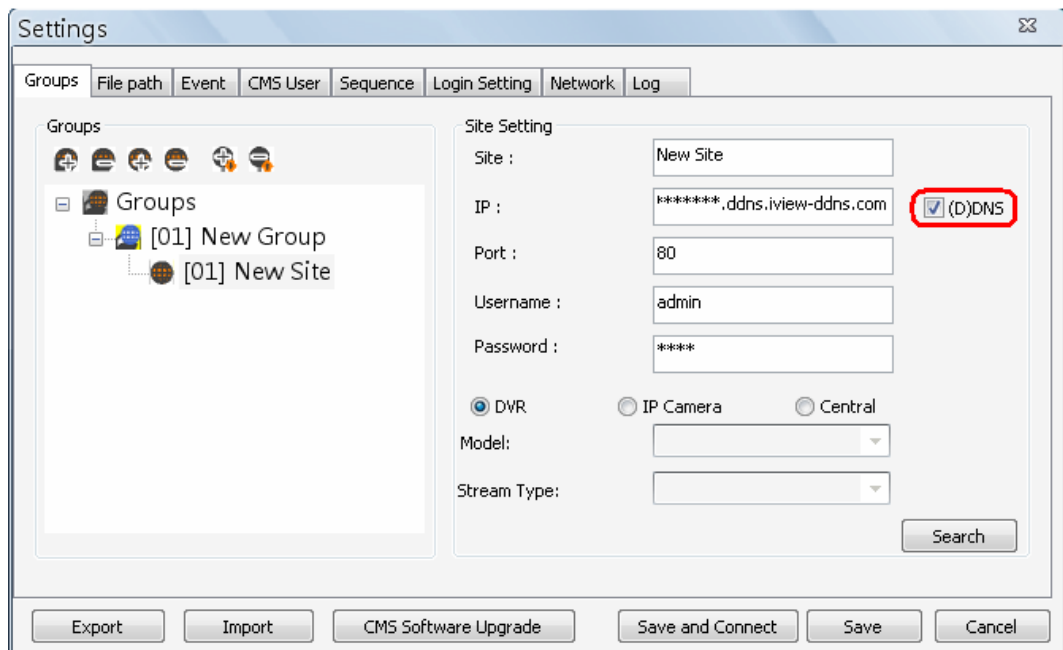 Settings
Groups File path Event CMS User Sequence Login Setting Network Log
Groups
Groups
[01] New Group
[01] New Site
Site Setting
Site : New Site
IP : *******.ddns.iview-ddns.com (D)DNS
Port : 80
Username : admin
Password : ****
DVR IP Camera Central
Model:
Stream Type:
Search
Export Import CMS Software Upgrade Save and Connect Save Cancel